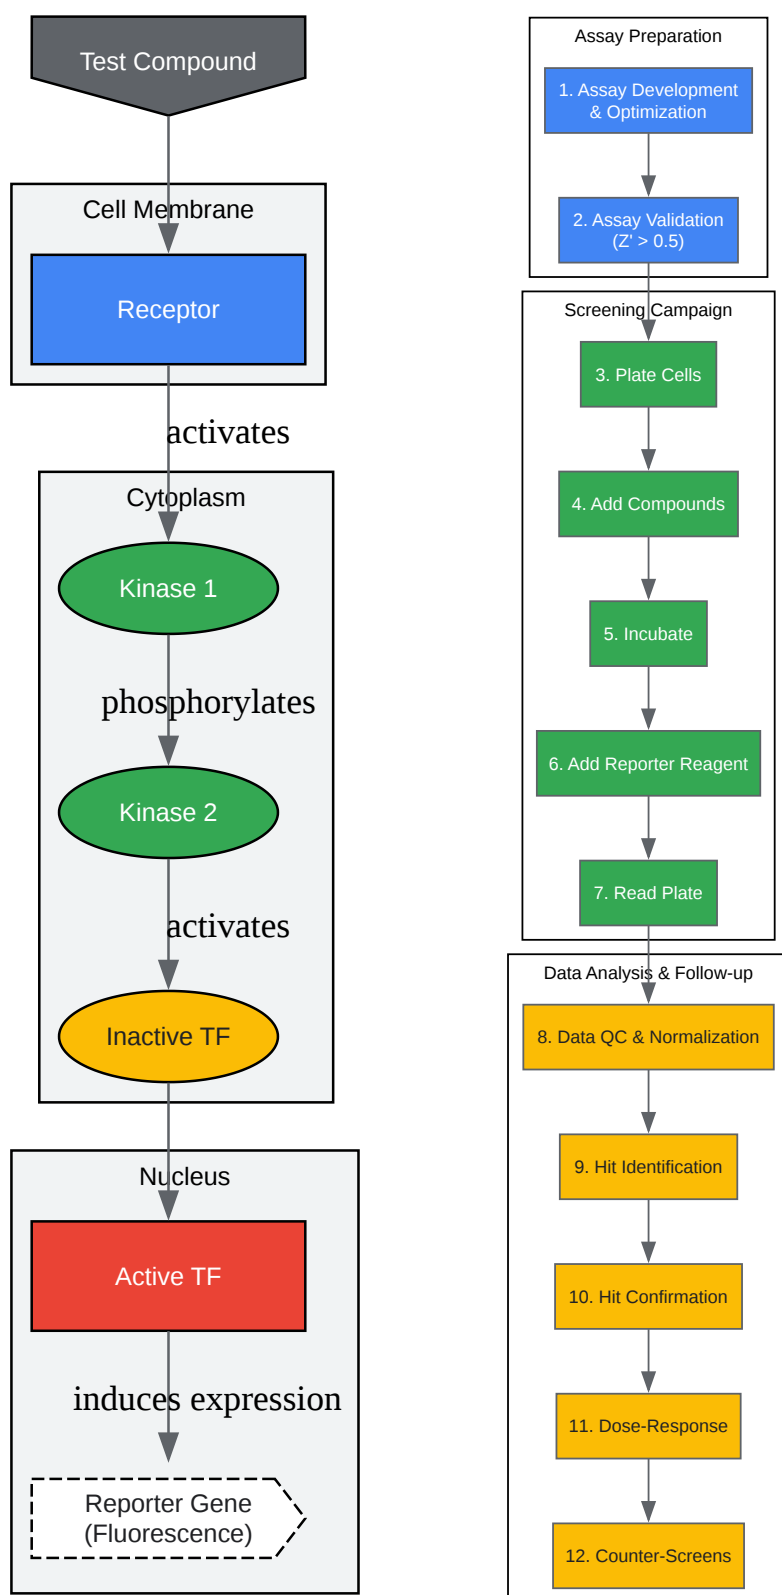 Test Compound
Cell Membrane
Receptor
activates
Cytoplasm
Kinase 1
phosphorylates
Kinase 2
activates
Inactive TF
Nucleus
Active TF
induces expression
Reporter Gene
(Fluorescence)
Assay Preparation
1. Assay Development
& Optimization
2. Assay Validation
(Z' > 0.5)
Screening Campaign
3. Plate Cells
4. Add Compounds
5. Incubate
6. Add Reporter Reagent
7. Read Plate
Data Analysis & Follow-up
8. Data QC & Normalization
9. Hit Identification
10. Hit Confirmation
11. Dose-Response
12. Counter-Screens